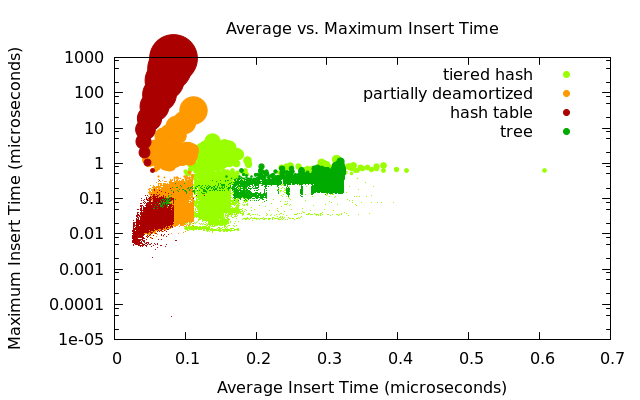 Average vs. Maximum Insert Time
Maximum Insert Time (microseconds)
1000
100
10
1
0.1
0.01
0.001
0.0001
1e-05
tiered hash
partially deamortized
hash table
tree
0 0.1 0.2 0.3 0.4 0.5 0.6 0.7
Average Insert Time (microseconds)